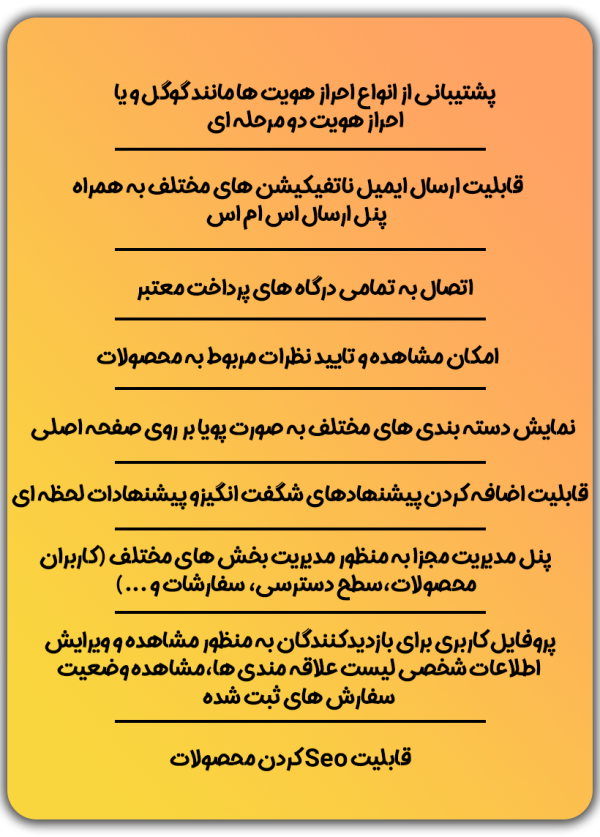 پشتیبانی از انواع احراز هویت ها مانند گوگل و یا
احراز هویت دو مرحله ای
قابلیت ارسال ایمیل ناتفیکیشن های مختلف به همراه
پنل ارسال اس ام اس
اتصال به تمامی درگاه های پرداخت معتبر
امکان مشاهده و تایید نظرات مربوط به محصولات
نمایش دسته بندی های مختلف به صورت پویا بر روی صفحه اصلی
قابلیت اضافه کردن پیشنهادهای شگفت انگیزو پیشنهادات لحظه ای
پنل مدیریت مجزا به منظور مدیریت بخش های مختلف (کاربران
محصولات،سطح دسترسی، سفارشات و ...)
پروفایل کاربری برای بازدیدکنندگان به منظور مشاهده و ویرایش
اطلاعات شخصی لیست علاقه مندی ها،مشاهده وضعیت
سفارش های ثبت شده
قابلیت Seo کردن محصولات